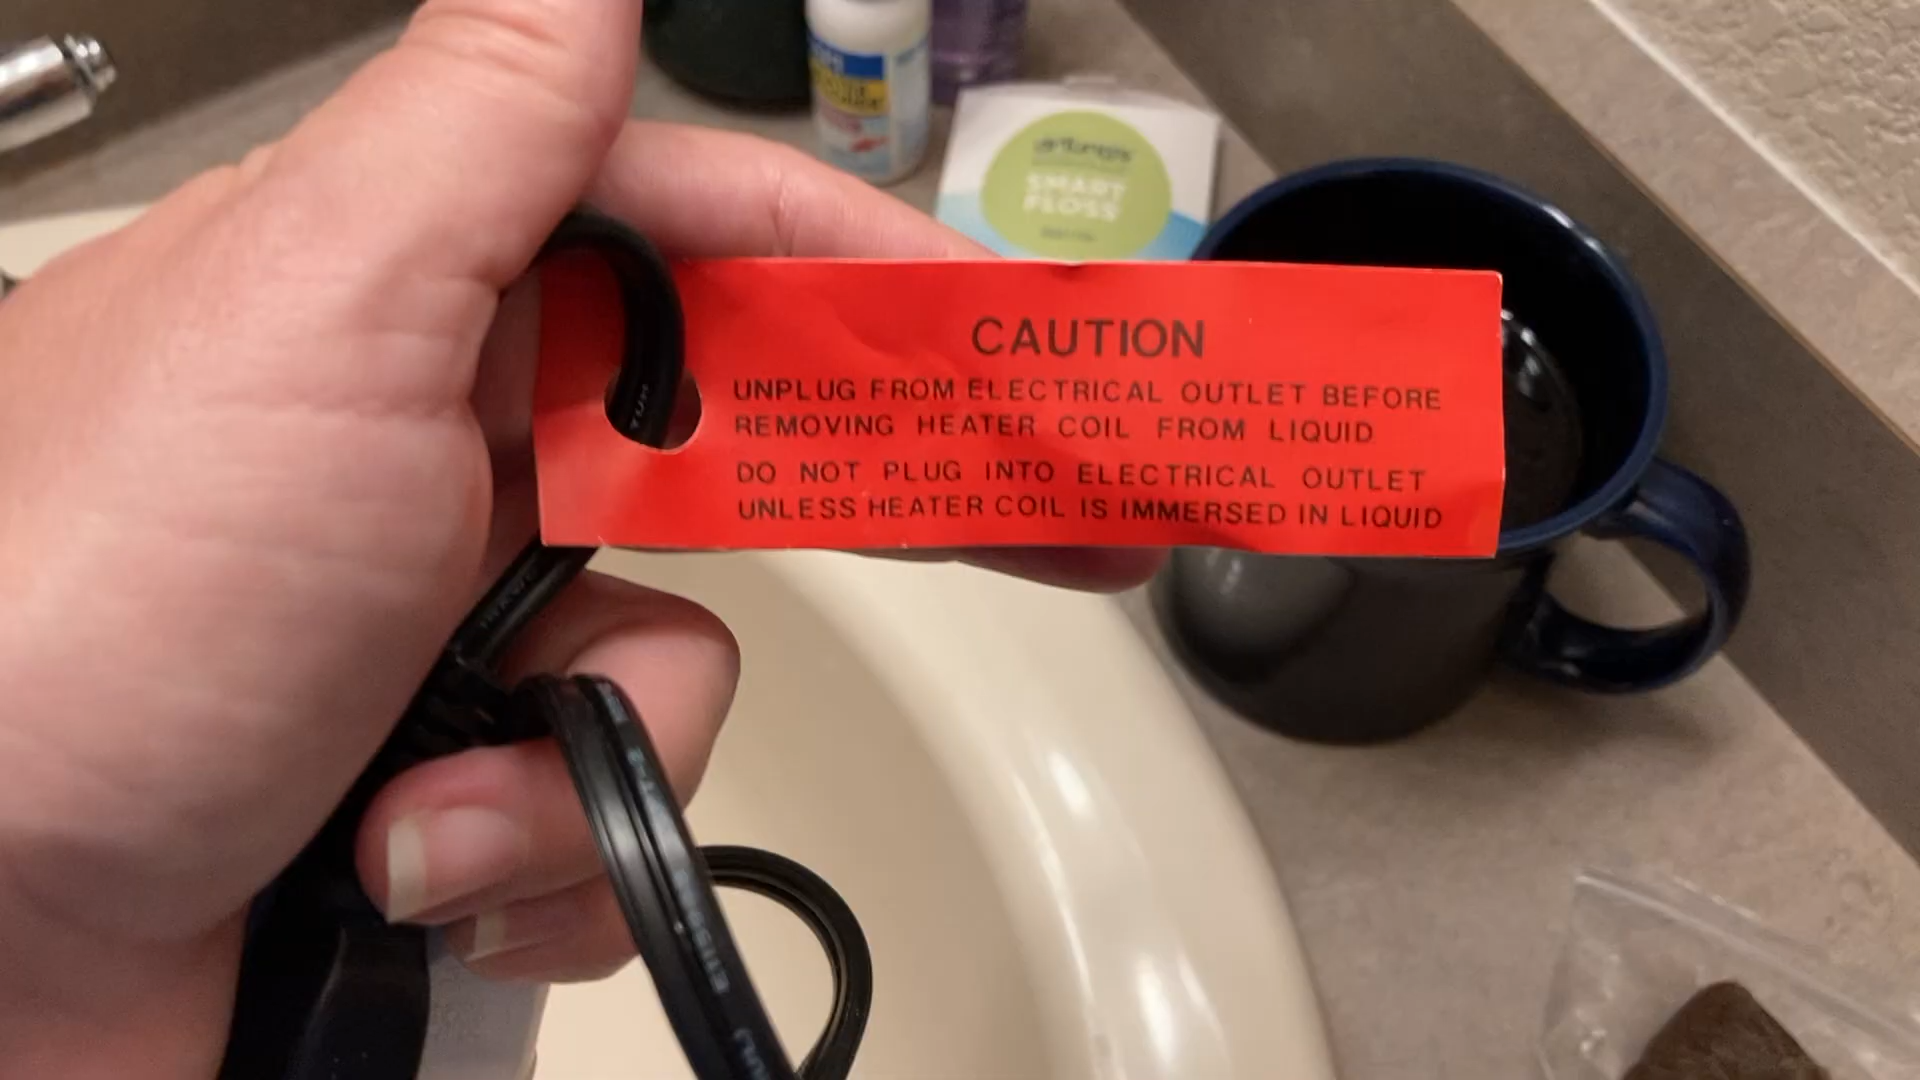 SMART
FLOSS
CAUTION
UNPLUG FROM ELECTRICAL OUTLET BEFORE
REMOVING HEATER COIL FROM LIQUID
DO NOT PLUG INTO ELECTRICAL OUTLET
UNLESS HEATER COIL IS IMMERSED IN LIQUID